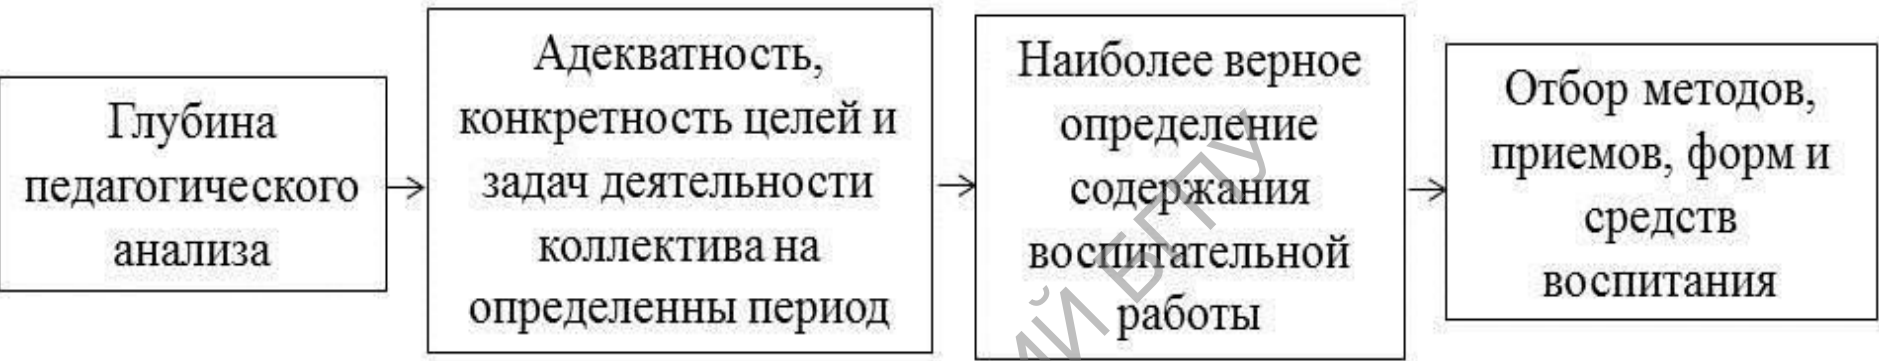 Глубина
педагогического
анализа
Адекватность,
конкретность целей и
задач деятельности
коллектива на
определенны период
Наиболее верное
определение
содержания
воспитательной
работы
Отбор методов,
приемов, форм и
средств
воспитания
БГПУ